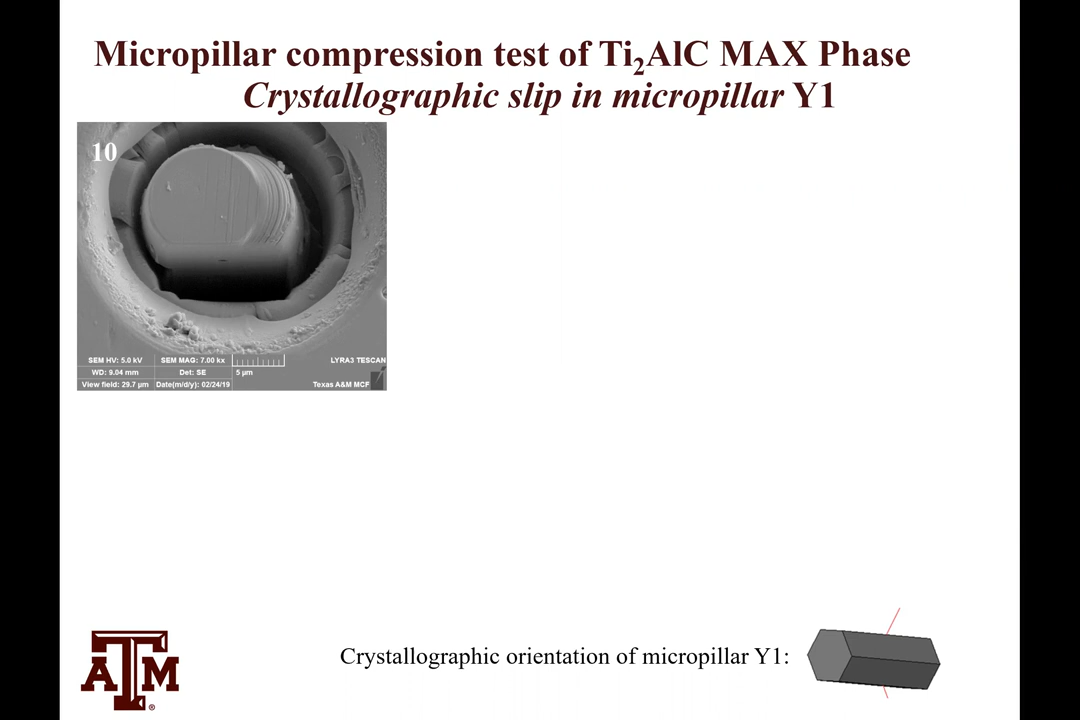 Micropillar compression test of Ti₂AlC MAX Phase
Crystallographic slip in micropillar Y1
10
SEM HV: 5.0 kV SEM MAG: 7.00 kx LYRA3 TESCAN
WD: 9.04 mm Det: SE 5 µm
View field: 29.7 µm Date(m/d/y): 02/24/19 Texas A&M MCF
Crystallographic orientation of micropillar Y1:
ATM®